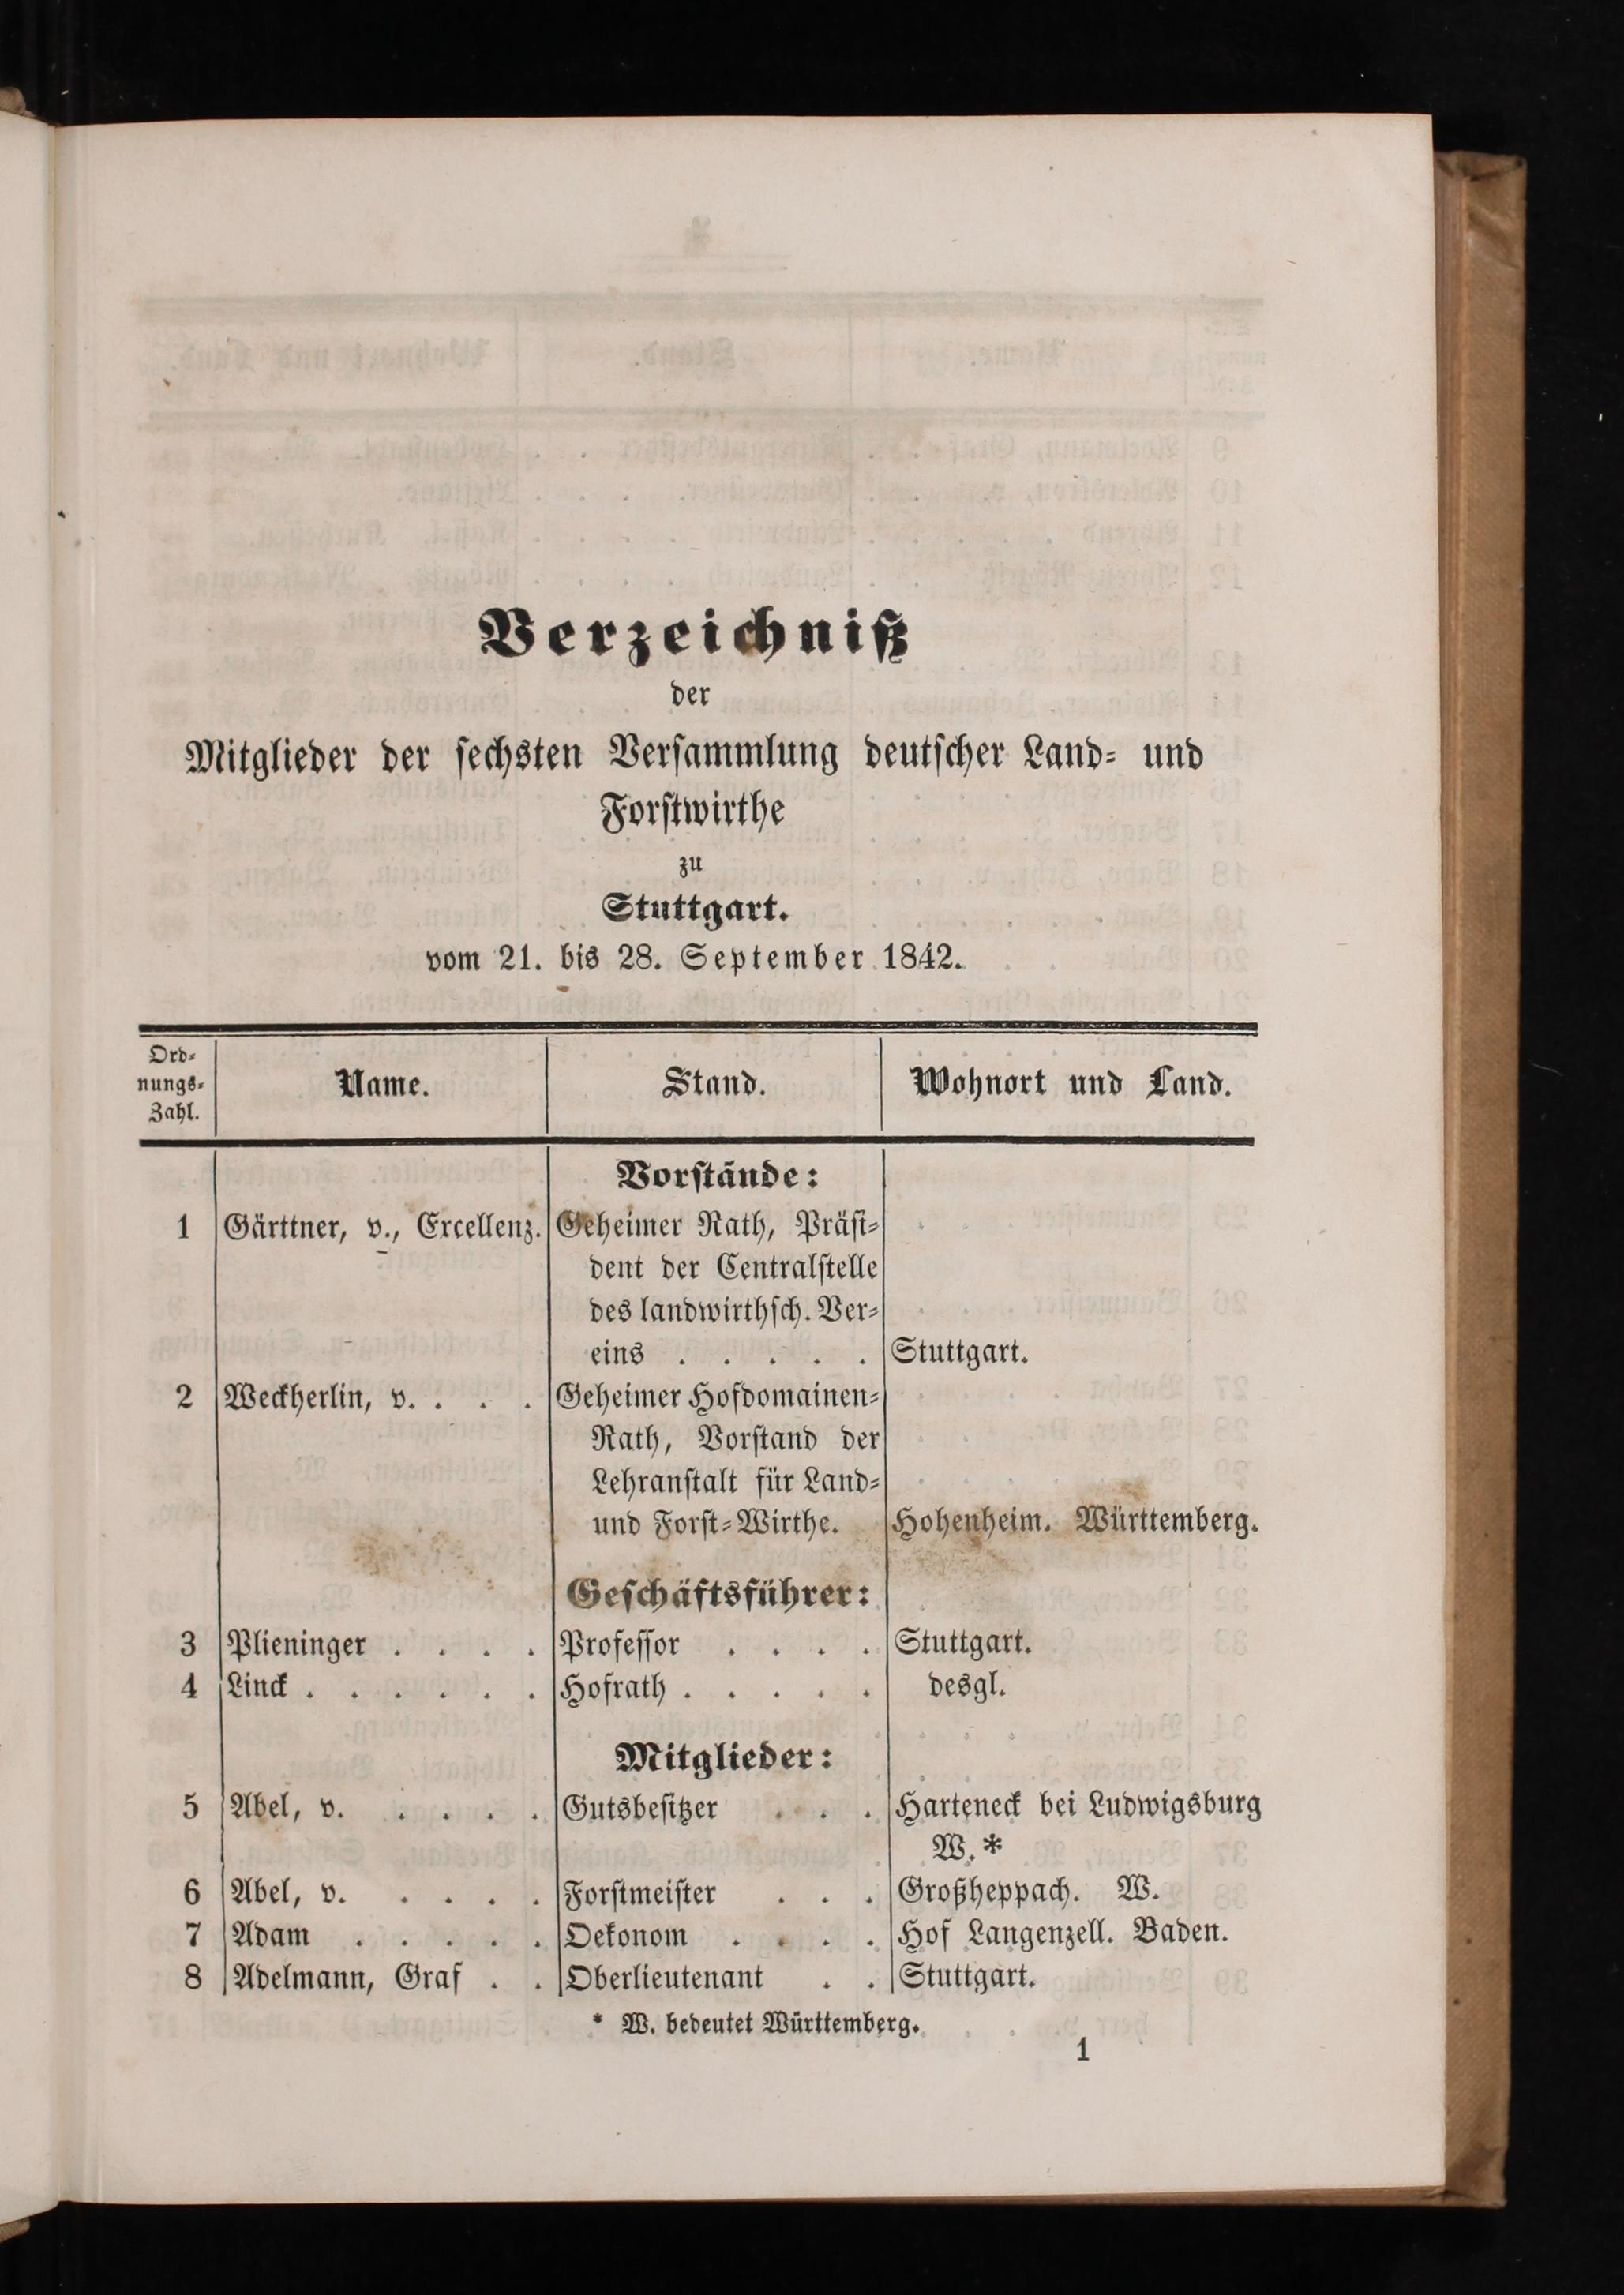 Verzeichniß
der
Mitglieder der sechsten Versammlung deutscher Land- und
Forstwirthe
zu
Stuttgart.
vom 21. bis 28. September 1842.
Ord-
nungs-
Zahl.
Name.
Stand.
Wohnort und Land.
Vorstände:
1 Gärttner, v., Excellenz. Geheimer Rath, Präsi-
dent der Centralstelle
des landwirthsch. Ver-
eins . . . . . Stuttgart.
2 Weckherlin, v. . . . Geheimer Hofdomainen-
Rath, Vorstand der
Lehranstalt für Land-
und Forst-Wirthe. Hohenheim. Württemberg.
Geschäftsführer:
3 Plieninger . . . . Professor . . . . Stuttgart.
4 Linck . . . . . . Hofrath . . . . . desgl.
Mitglieder:
5 Abel, v. . . . . Gutsbesitzer . . . Harteneck bei Ludwigsburg
W.*
6 Abel, v. . . . . Forstmeister . . . Großheppach. W.
7 Adam . . . . . Oekonom . . . . Hof Langenzell. Baden.
8 Adelmann, Graf . . Oberlieutenant . . Stuttgart.
* W. bedeutet Württemberg.
1